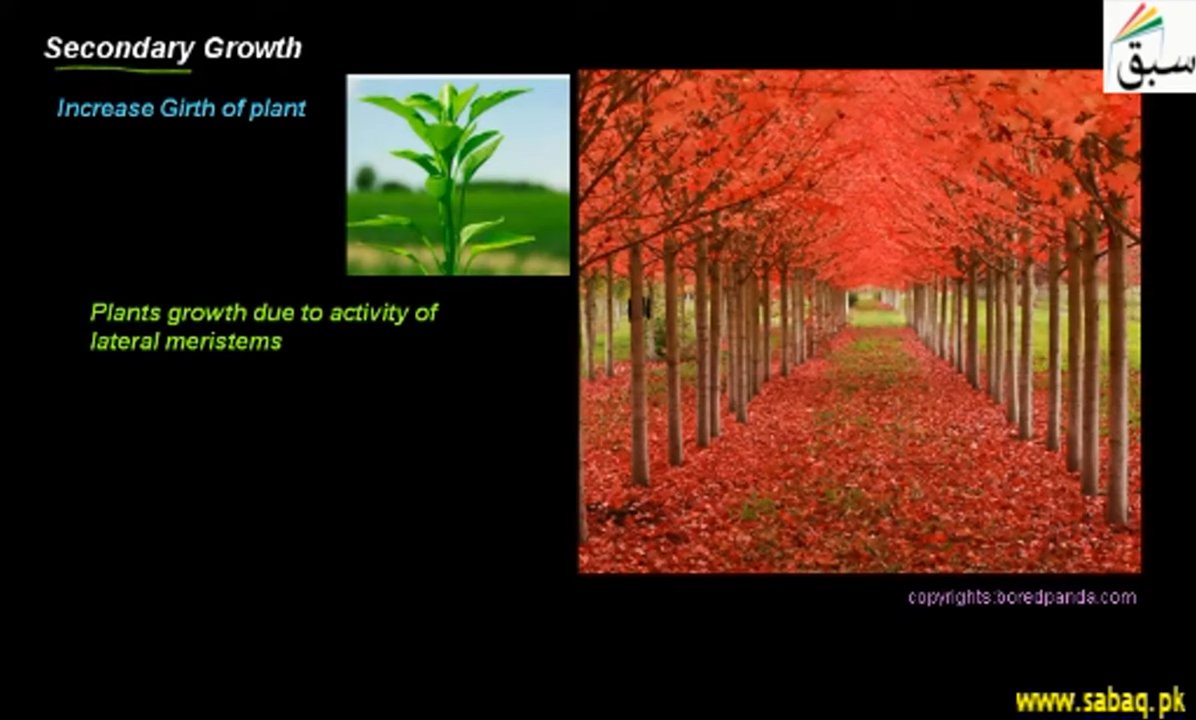 Secondary Growth
سبق
Increase Girth of plant
Plants growth due to activity of
lateral meristems
copyrights:boredpanda.com
www.sabaq.pk